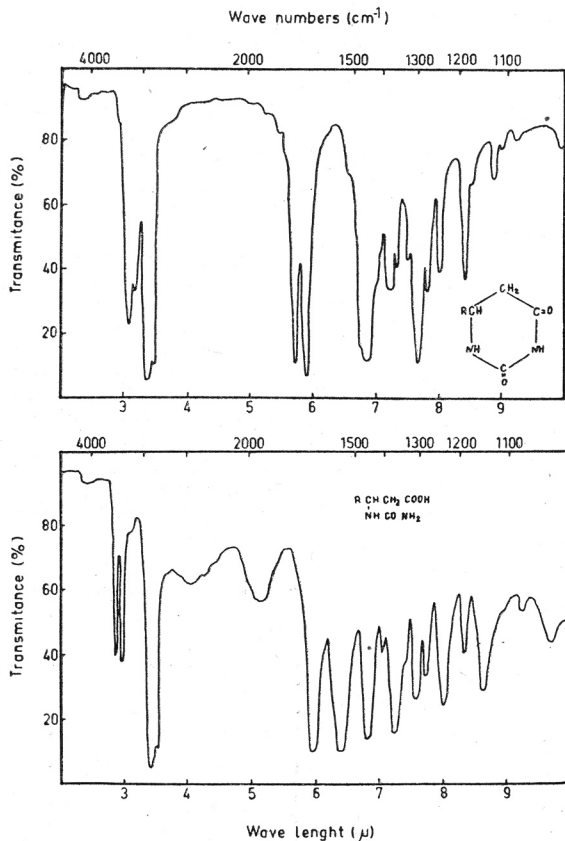 Wave numbers (cm-1)
4000 2000 1500 1300 1200 1100
Transmitance (%)
80
60
40
20
CH2
RCH C=O
NH NH
C
O
3 4 5 6 7 8 9
4000 2000 1500 1300 1200 1100
Transmitance (%)
80
60
40
20
R CH CH2 COOH
NH CO NH2
3 4 5 6 7 8 9
Wave lenght (μ)